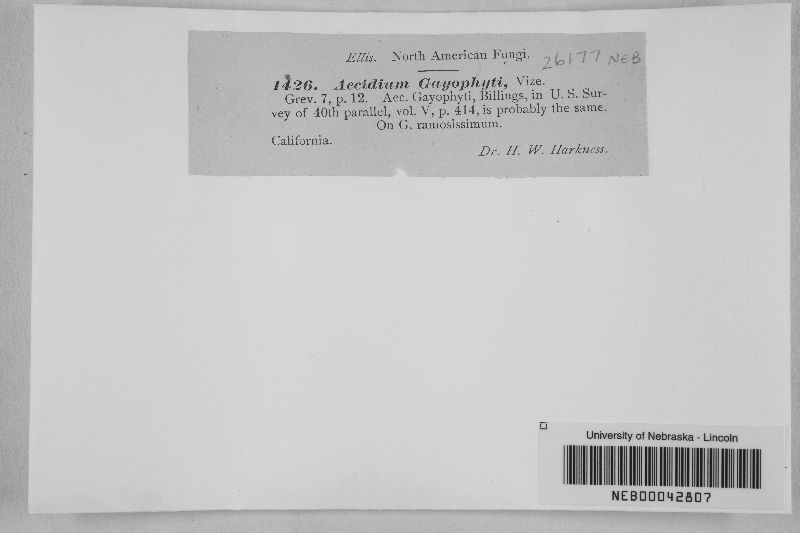 Ellis. North American Fungi. 26177 NEB
1426. Aecidium Gayophyti, Vize.
Grev. 7, p. 12. Aec. Gayophyti, Billings, in U. S. Sur-
vey of 40th parallel, vol. V, p. 414, is probably the same.
On G. ramosissimum.
California.
Dr. H. W. Harkness.
University of Nebraska - Lincoln
NEB00042807